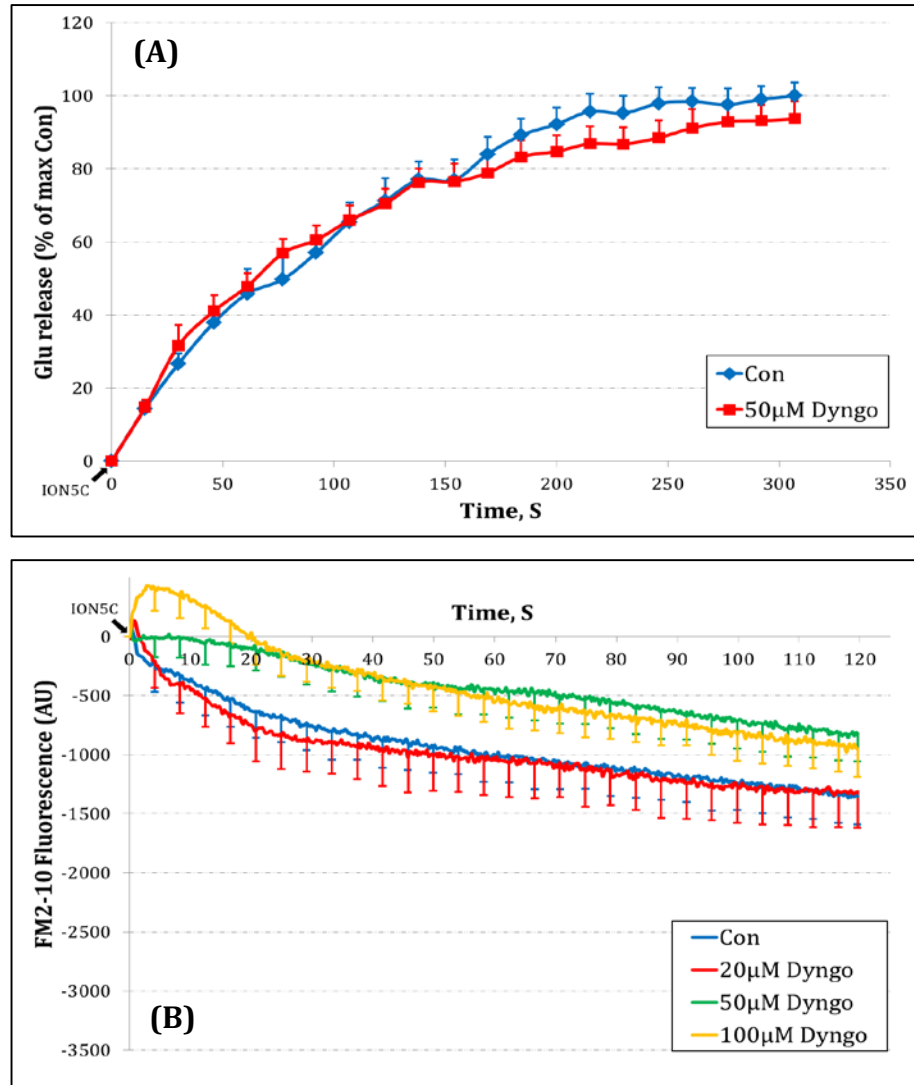 (A)
Glu release (% of max Con)
120
100
80
60
40
20
0
ION5C
0 50 100 150 200 250 300 350
Time, S
Con
50μM Dyngo
ION5C
Time, S
FM2-10 Fluorescence (AU)
0
0 10 20 30 40 50 60 70 80 90 100 110 120
-500
-1000
-1500
-2000
-2500
-3000
-3500
Con
20μM Dyngo
50μM Dyngo
100μM Dyngo
(B)